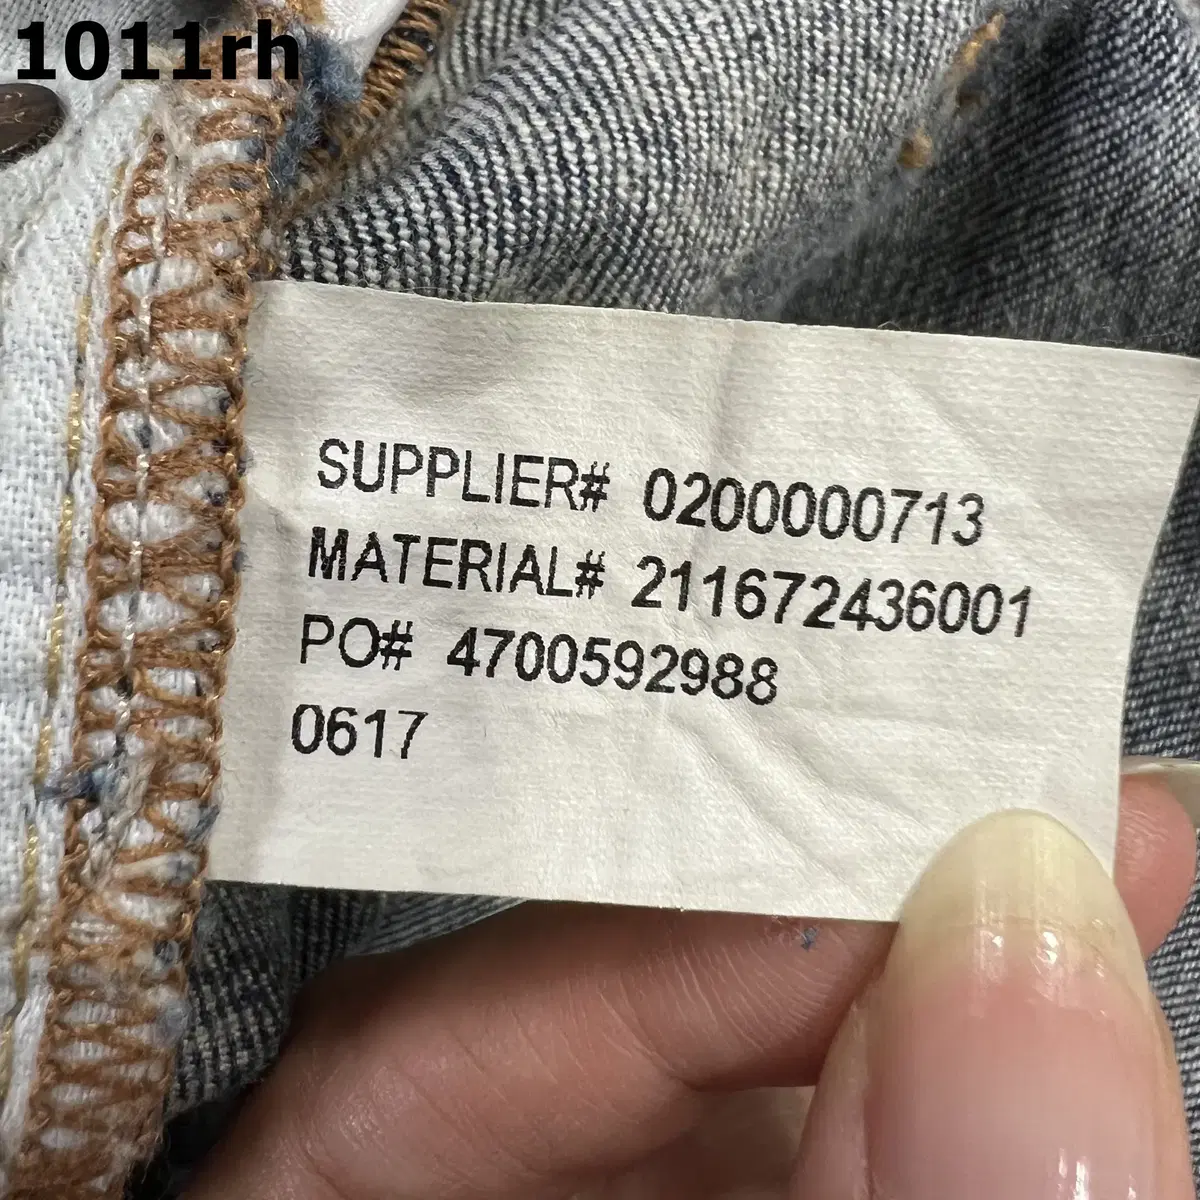 1011rh
SUPPLIER# 0200000713
MATERIAL# 211672436001
PO# 4700592988
0617